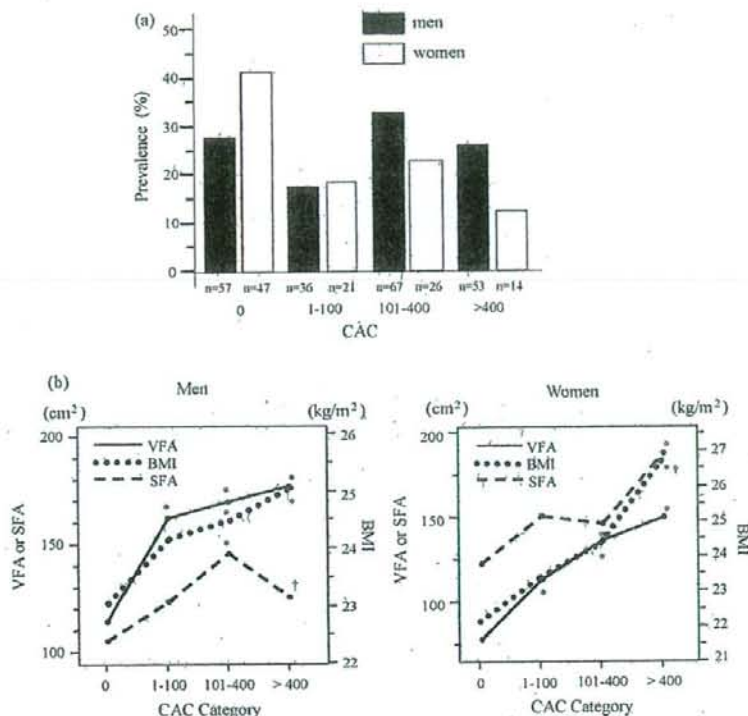 (a)
men
women
Prevalence (%)
50
40
30
20
10
0
n=57 n=47 n=36 n=21 n=67 n=26 n=53 n=14
0 1-100 101-400 >400
CAC
(b)
Men
(cm²) (kg/m²)
200
150
100
VFA or SFA
VFA
BMI
SFA
†
26
25
24
23
22
BMI
0 1-100 101-400 >400
CAC Category
Women
(cm²) (kg/m²)
200
150
100
VFA or SFA
VFA
BMI
SFA
†
27
26
25
24
23
22
21
BMI
0 1-100 101-400 >400
CAC Category